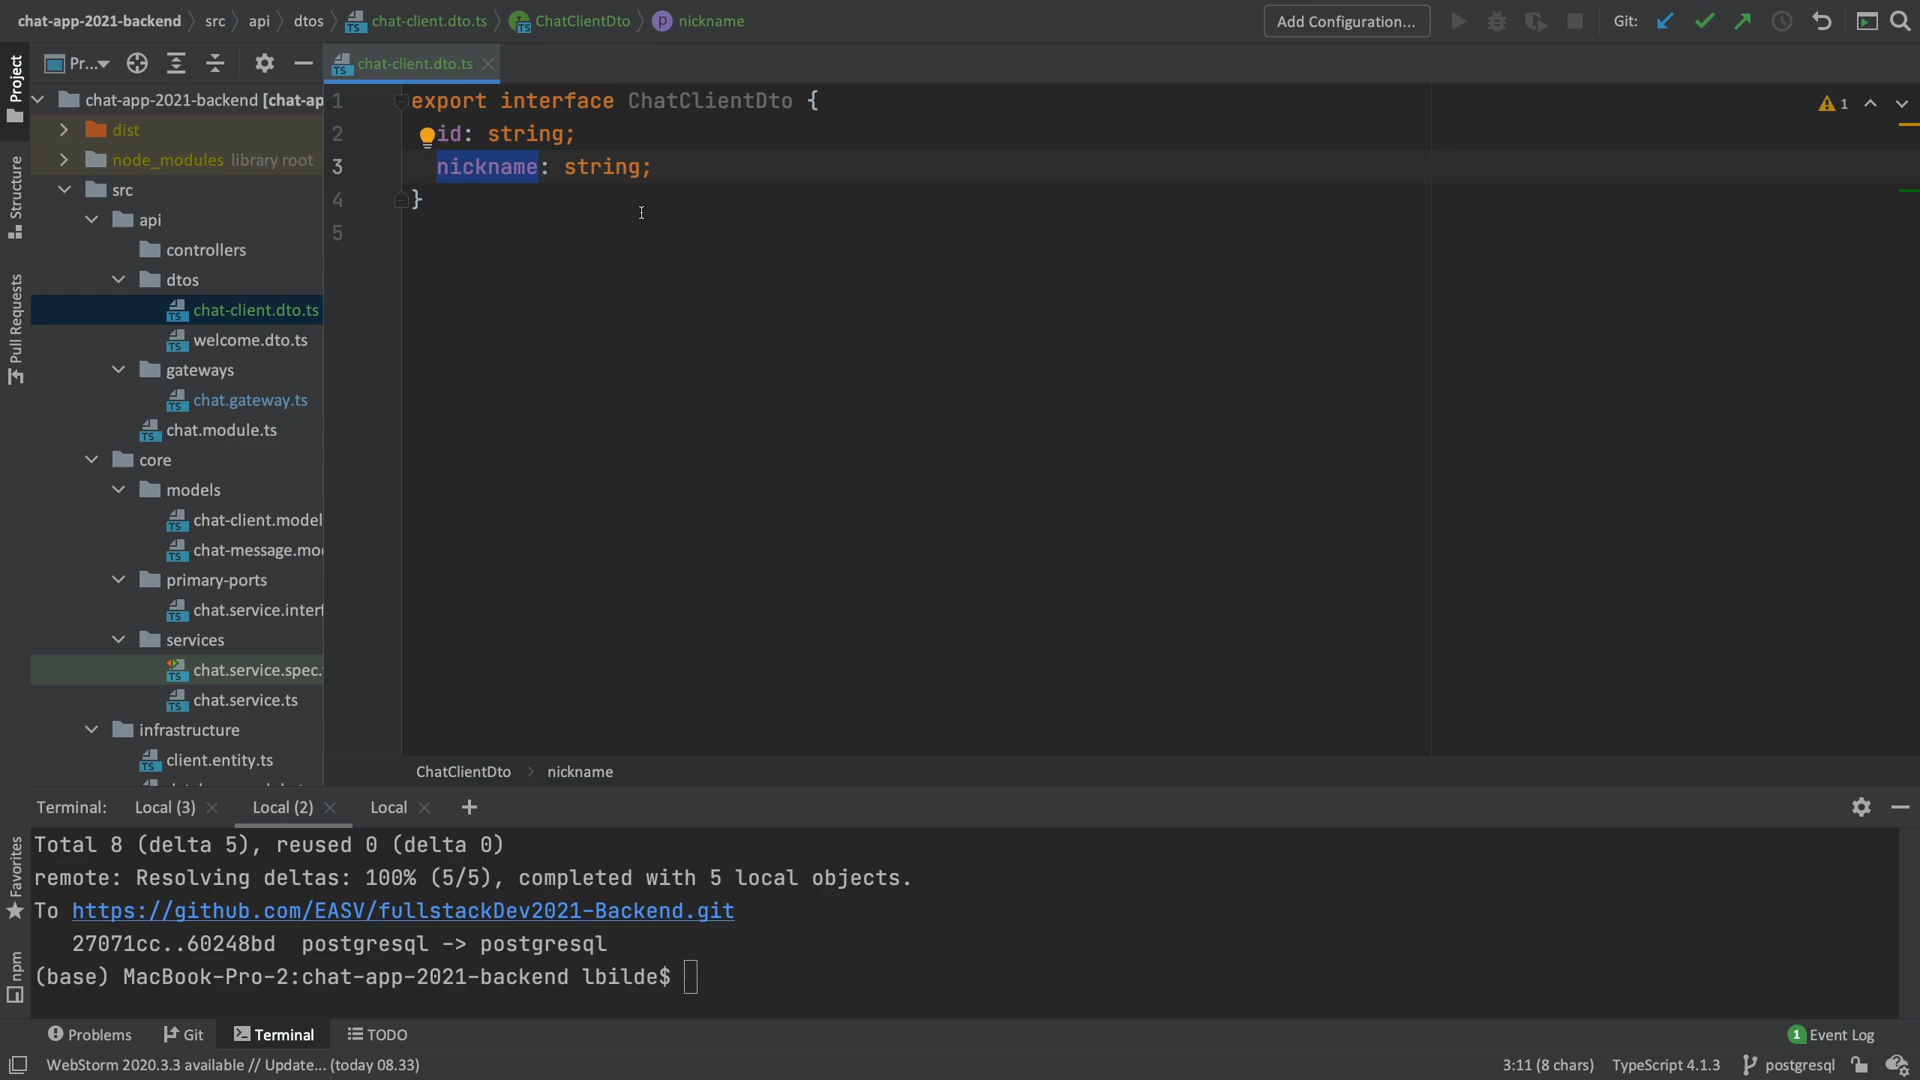 chat-app-2021-backend src api dtos chat-client.dto.ts ChatClientDto nickname
Add Configuration... Git:
Pr...
chat-client.dto.ts
Project
Structure
Pull Requests
Favorites
npm
chat-app-2021-backend [chat-ap
dist
node_modules library root
src
api
controllers
dtos
chat-client.dto.ts
welcome.dto.ts
gateways
chat.gateway.ts
chat.module.ts
core
models
chat-client.model
chat-message.mo
primary-ports
chat.service.interf
services
chat.service.spec.
chat.service.ts
infrastructure
client.entity.ts
1 export interface ChatClientDto {
2 id: string;
3 nickname: string;
4 }
5
1
ChatClientDto nickname
Terminal: Local (3) Local (2) Local
Total 8 (delta 5), reused 0 (delta 0)
remote: Resolving deltas: 100% (5/5), completed with 5 local objects.
To https://github.com/EASV/fullstackDev2021-Backend.git
27071cc..60248bd postgresql -> postgresql
(base) MacBook-Pro-2:chat-app-2021-backend lbilde$
Problems Git Terminal TODO
1 Event Log
WebStorm 2020.3.3 available // Update... (today 08.33)
3:11 (8 chars) TypeScript 4.1.3 postgresql